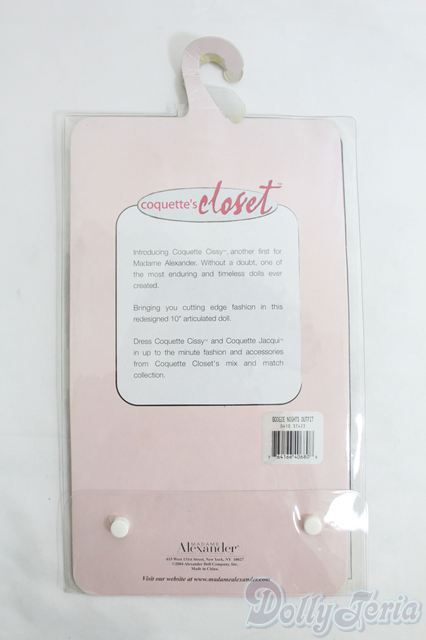 coquette's closet™
Introducing Coquette Cissy™, another first for
Madame Alexander. Without a doubt, one of
the most enduring and timeless dolls ever
created.
Bringing you cutting edge fashion in this
redesigned 10" articulated doll.
Dress Coquette Cissy™ and Coquette Jacqui™
in up to the minute fashion and accessories
from Coquette Closet's mix and match
collection.
BOOGIE NIGHTS OUTFIT
MADAME
Alexander®
615 West 131st Street, New York, NY 10027
©2004 Alexander Doll Company, Inc.
Made in China.
Visit our website at www.madamealexander.com
DollyTeria